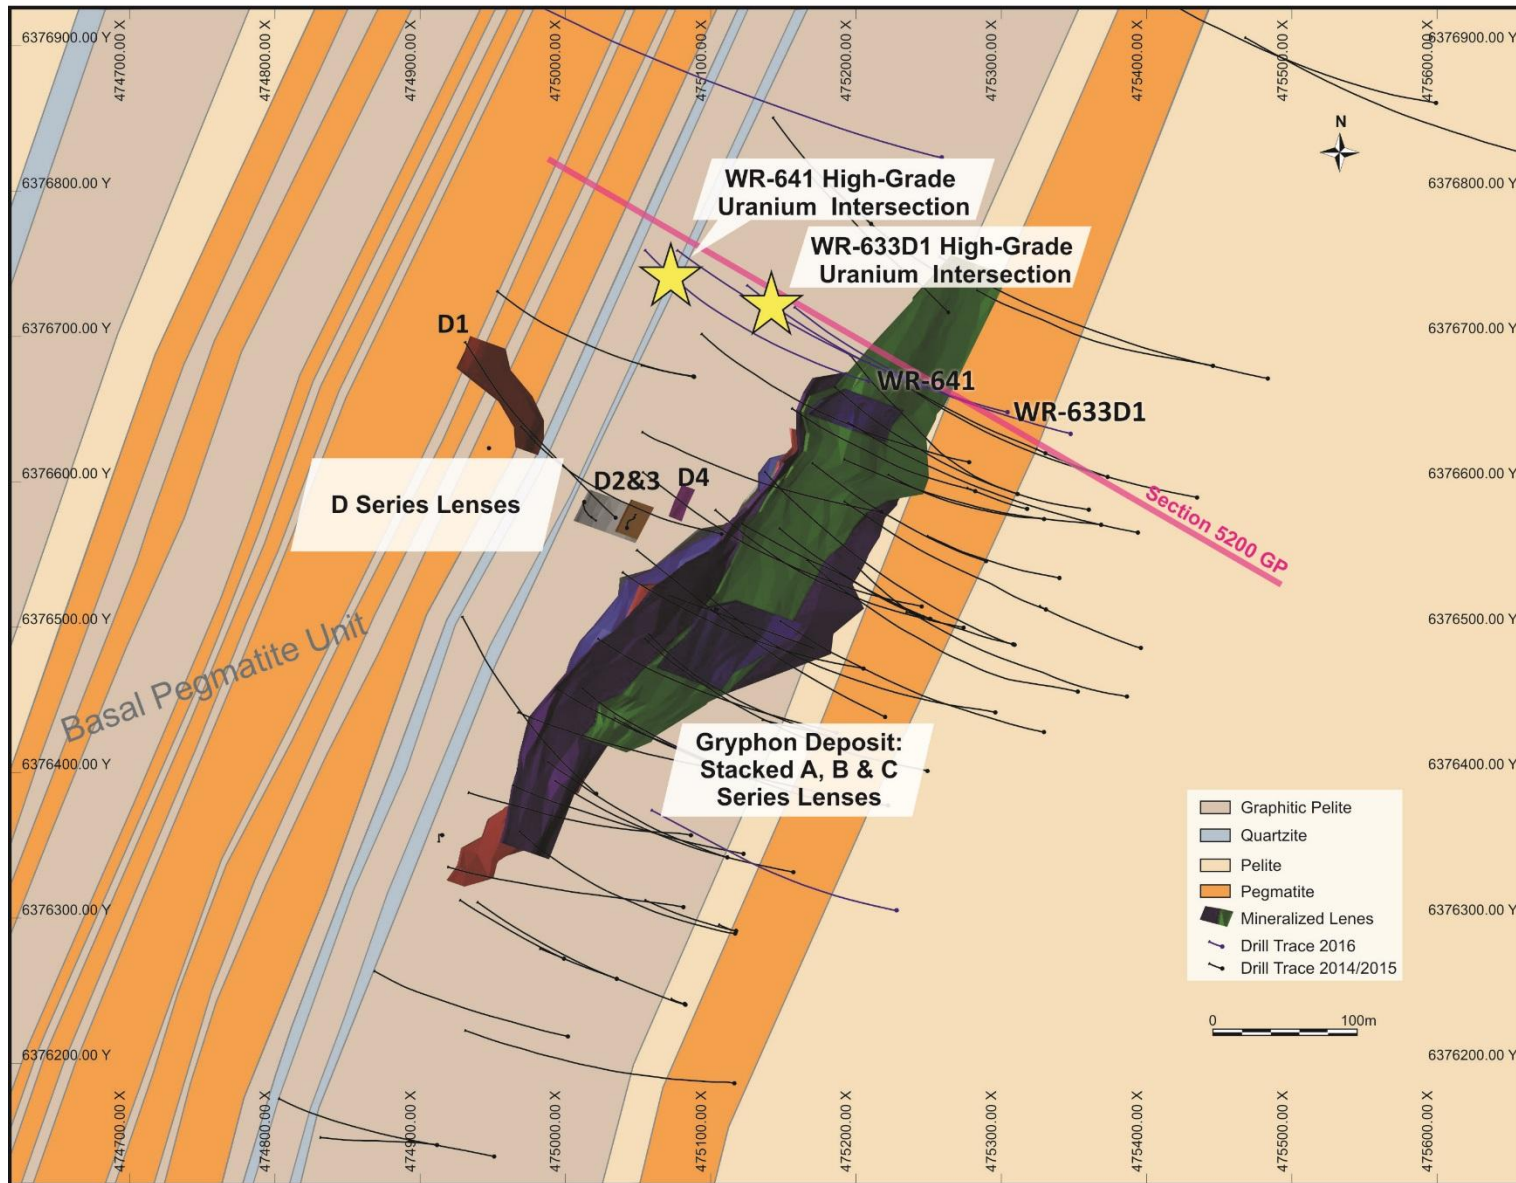 474700.00 X
474800.00 X
474900.00 X
475000.00 X
475100.00 X
475200.00 X
475300.00 X
475400.00 X
475500.00 X
475600.00 X
6376900.00 Y
6376900.00 Y
N
6376800.00 Y
6376800.00 Y
WR-641 High-Grade
Uranium Intersection
WR-633D1 High-Grade
Uranium Intersection
6376700.00 Y
6376700.00 Y
D1
WR-641
WR-633D1
6376600.00 Y
6376600.00 Y
D2&3
D4
D Series Lenses
Section 5200 GP
6376500.00 Y
6376500.00 Y
Basal Pegmatite Unit
Gryphon Deposit:
Stacked A, B & C
Series Lenses
6376400.00 Y
6376400.00 Y
Graphitic Pelite
Quartzite
Pelite
Pegmatite
Mineralized Lenes
Drill Trace 2016
Drill Trace 2014/2015
6376300.00 Y
6376300.00 Y
0 100m
6376200.00 Y
6376200.00 Y
474700.00 X
474800.00 X
474900.00 X
475000.00 X
475100.00 X
475200.00 X
475300.00 X
475400.00 X
475500.00 X
475600.00 X